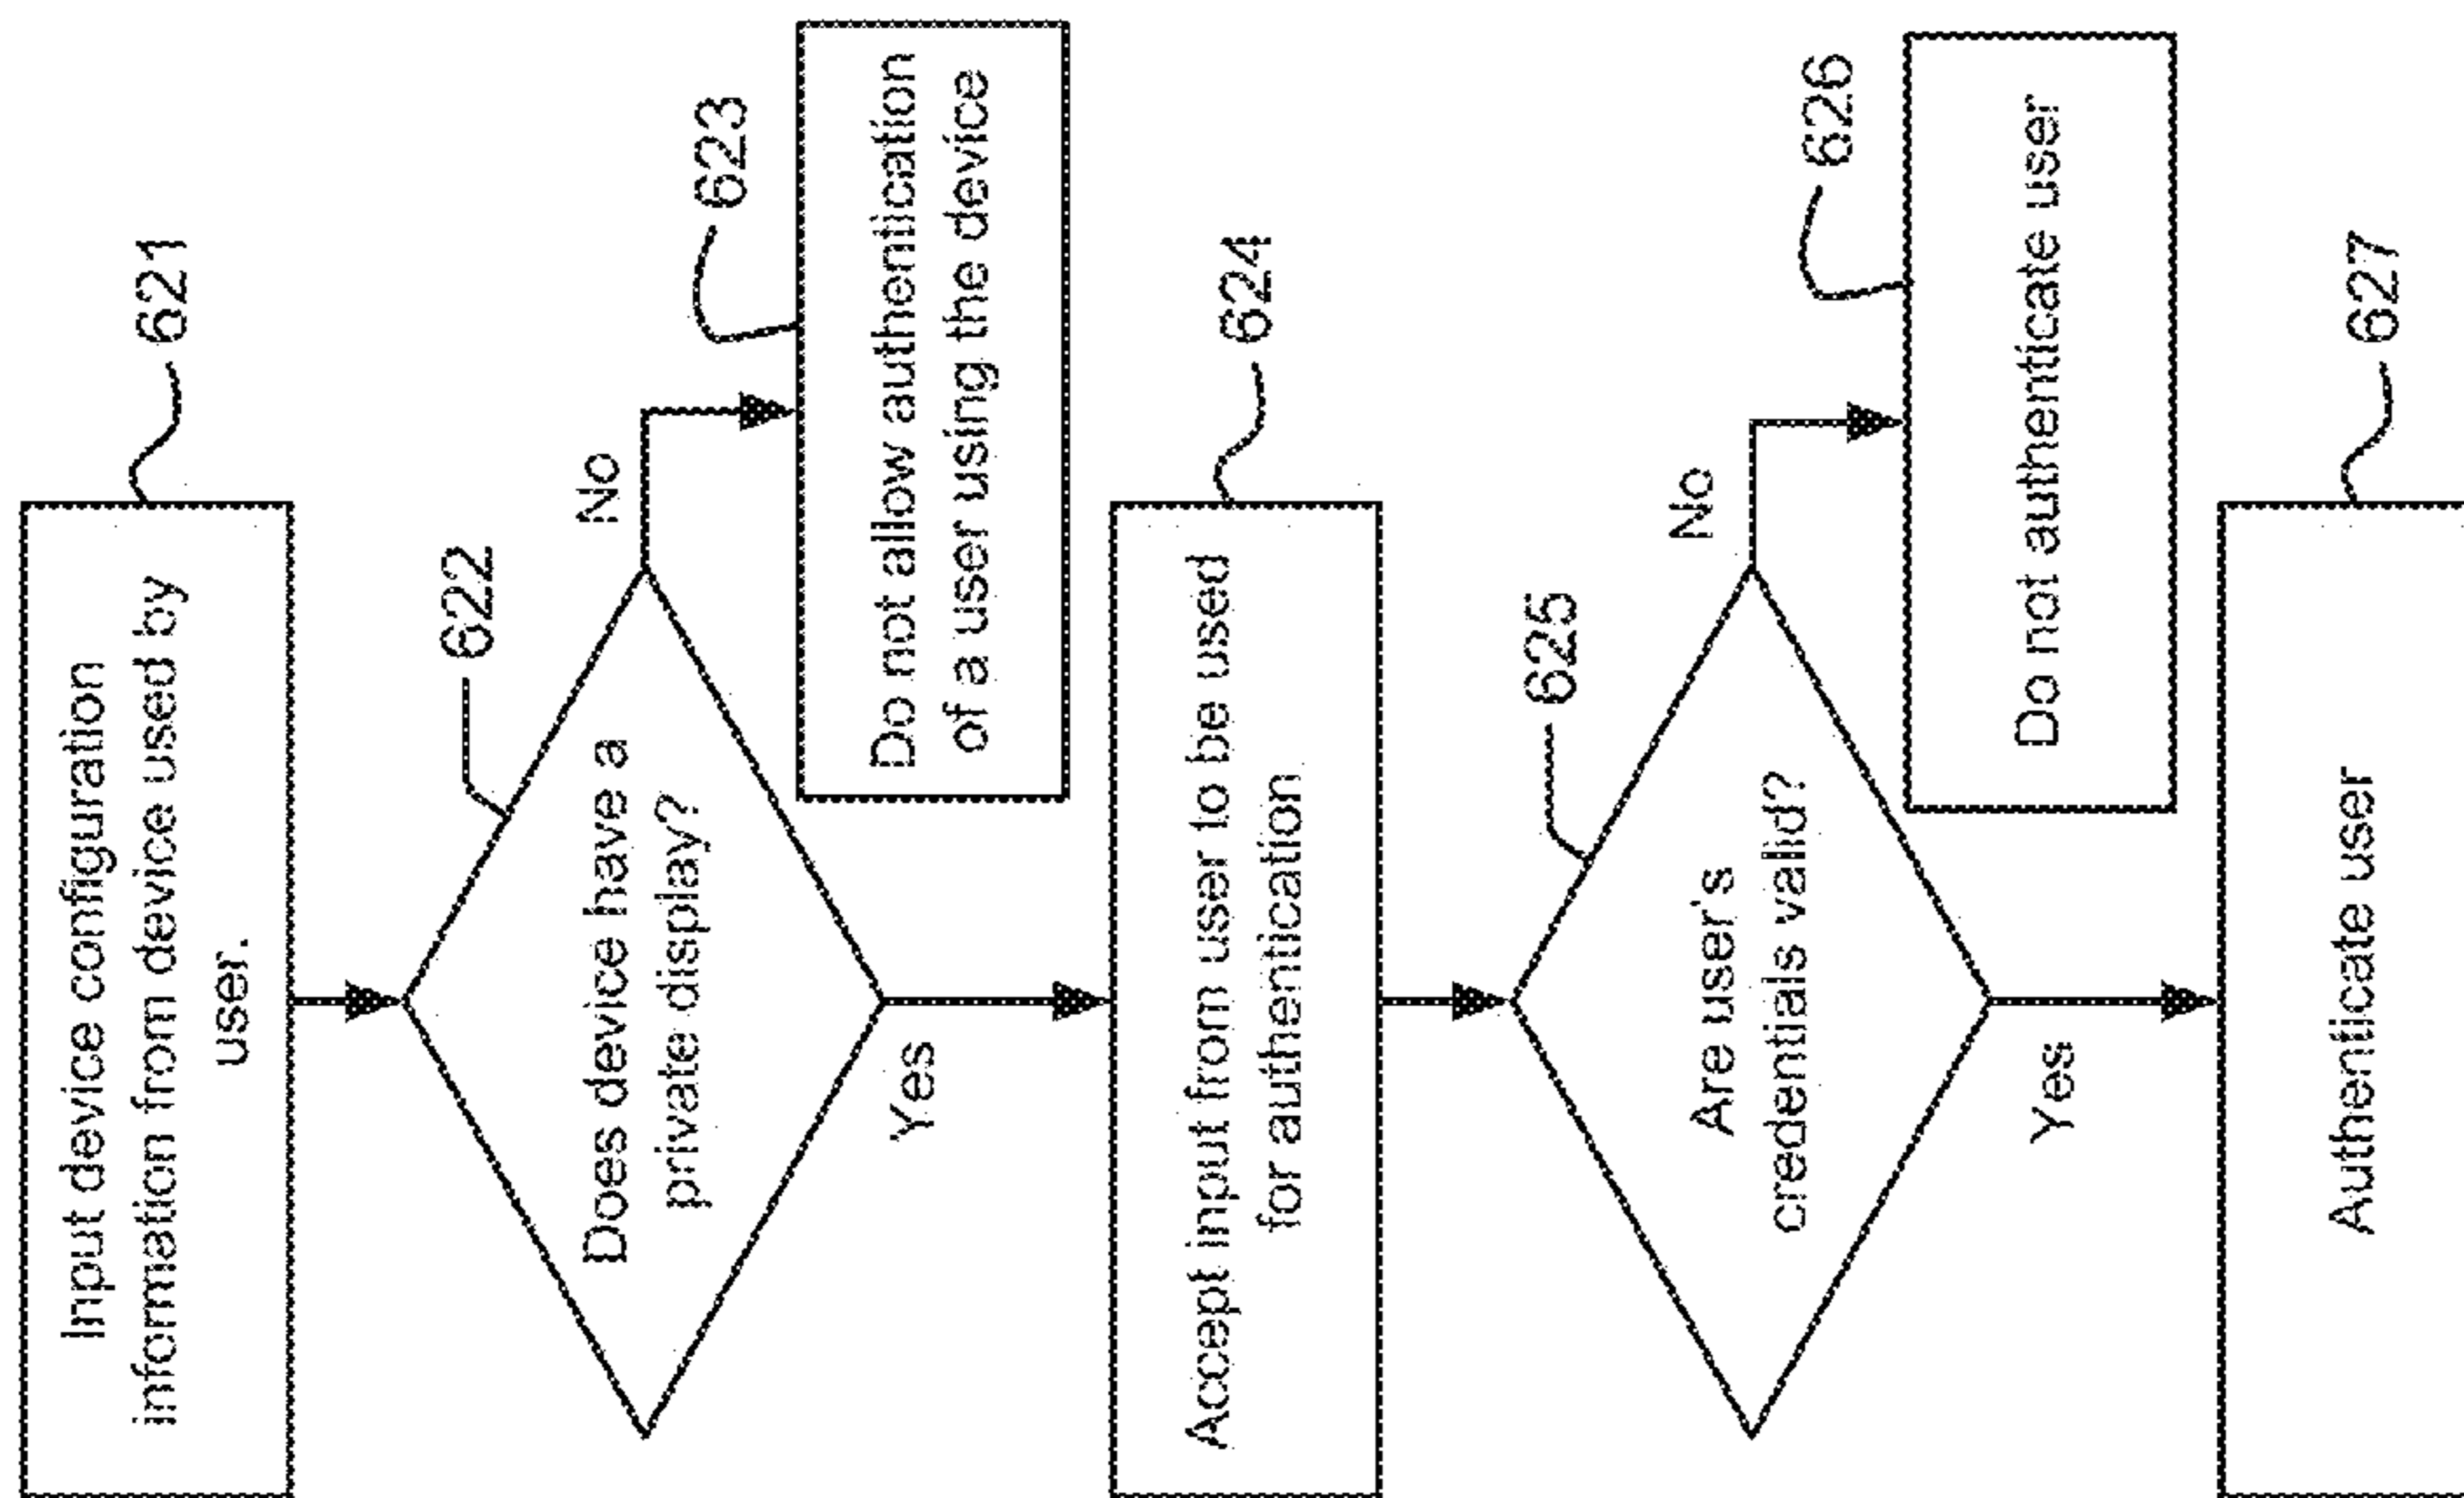 Input device configuration
information from device used by
user.
621
Does device have a
private display?
622
No
Do not allow authentication
of a user using the device
623
Yes
Accept input from user to be used
for authentication
624
Are user's
credentials valid?
625
No
Do not authenticate user
626
Yes
Authenticate user
627